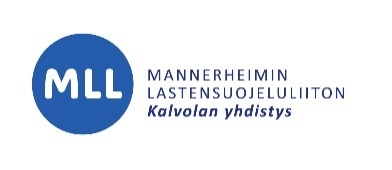 MLL
MANNERHEIMIN
LASTENSUOJELULIITON
Kalvolan yhdistys